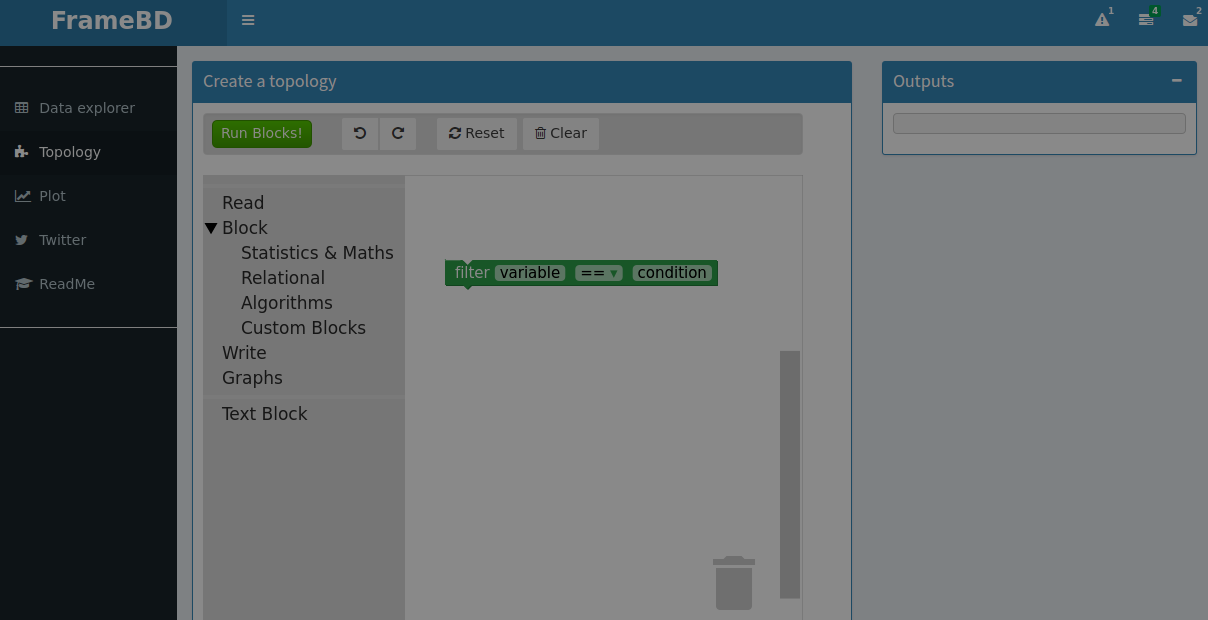 FrameBD
1
4
2
Create a topology
Outputs
Data explorer
Topology
Plot
Twitter
ReadMe
Run Blocks!
Reset
Clear
Read
Block
Statistics & Maths
Relational
Algorithms
Custom Blocks
Write
Graphs
Text Block
filter variable == ▾ condition